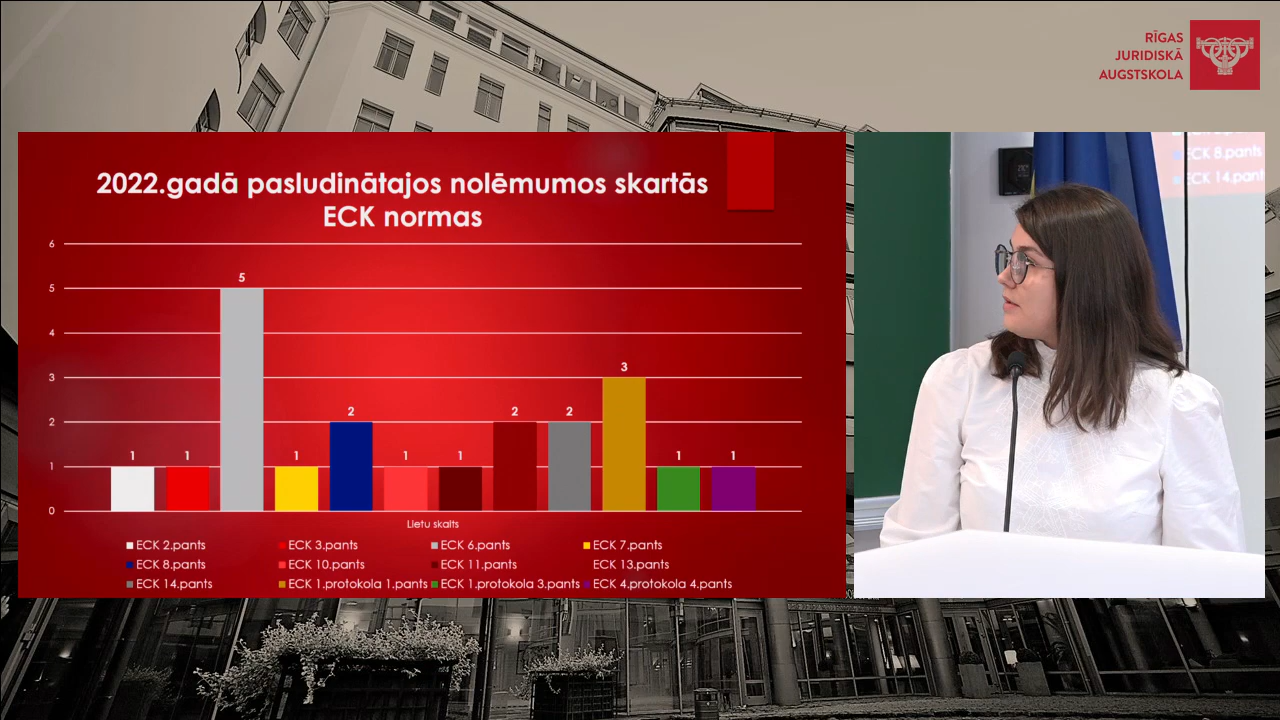 RĪGAS
JURIDISKĀ
AUGSTSKOLA
2022.gadā pasludinātajos nolēmumos skartās
ECK normas
6
5
4
3
2
1
0
1
1
5
1
2
1
1
2
2
3
1
1
Lietu skaits
ECK 2.pants
ECK 3.pants
ECK 6.pants
ECK 7.pants
ECK 8.pants
ECK 10.pants
ECK 11.pants
ECK 13.pants
ECK 14.pants
ECK 1.protokola 1.pants
ECK 1.protokola 3.pants
ECK 4.protokola 4.pants
ECK 8.pants
ECK 14.pant